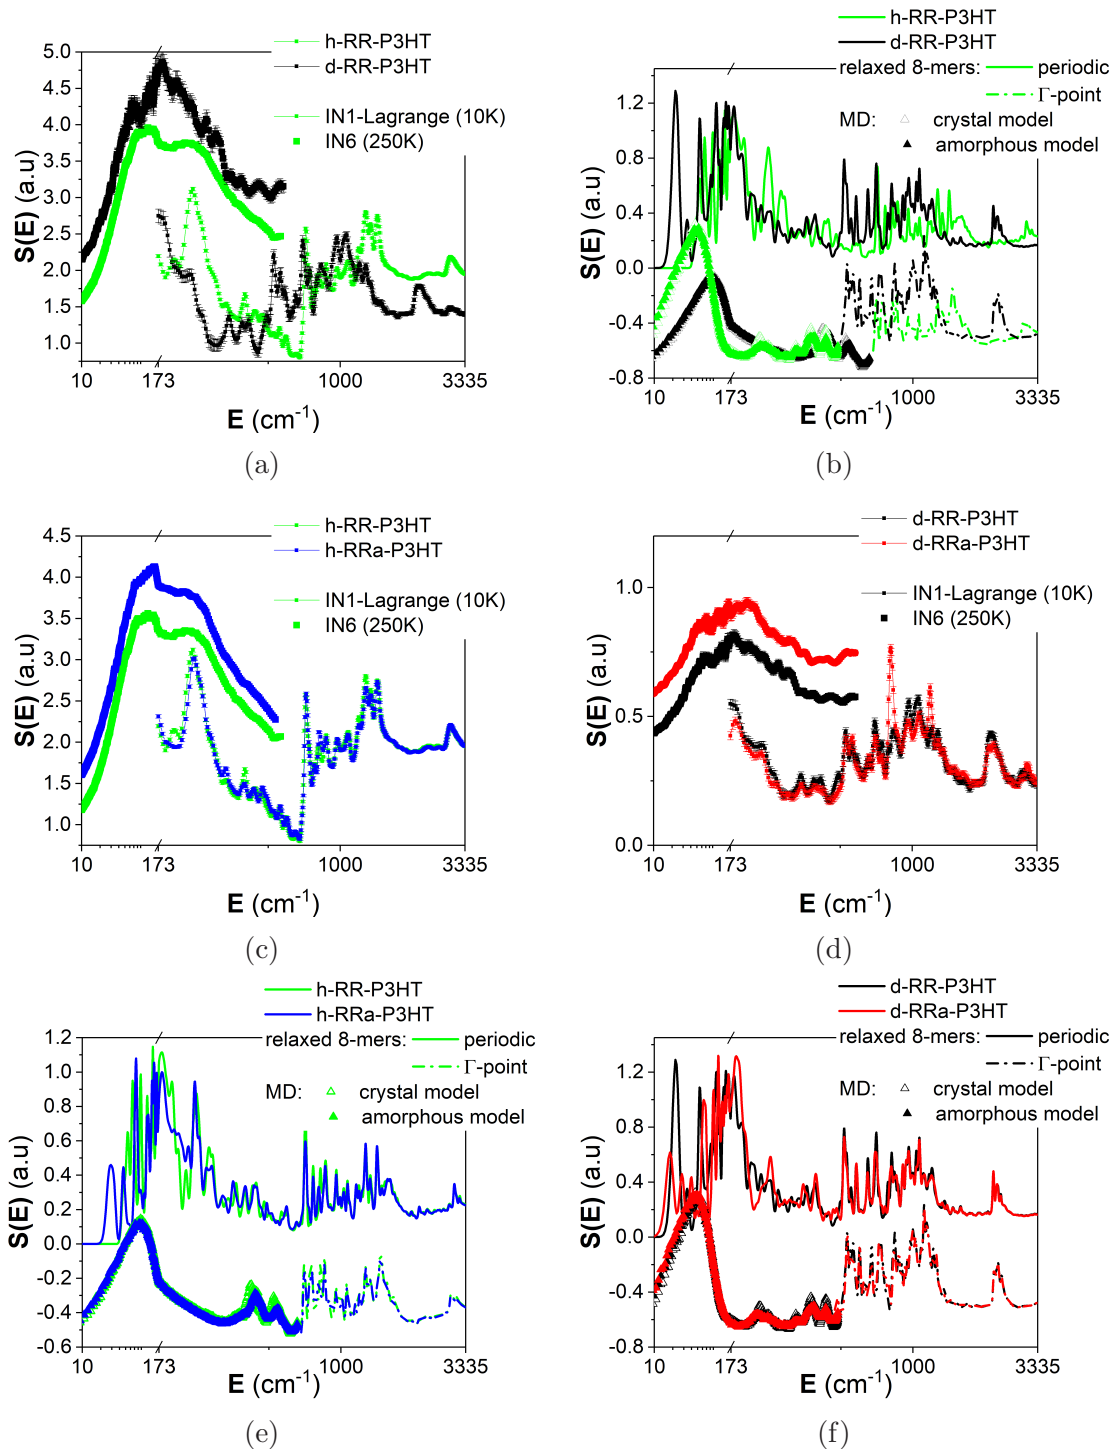 h-RR-P3HT
d-RR-P3HT
IN1-Lagrange (10K)
IN6 (250K)
S(E) (a.u)
5.0
4.5
4.0
3.5
3.0
2.5
2.0
1.5
1.0
10 173 1000 3335
E (cm-1)
(a)
h-RR-P3HT
d-RR-P3HT
relaxed 8-mers: periodic
Γ-point
MD: crystal model
amorphous model
S(E) (a.u)
1.2
0.8
0.4
0.0
-0.4
-0.8
10 173 1000 3335
E (cm-1)
(b)
h-RR-P3HT
h-RRa-P3HT
IN1-Lagrange (10K)
IN6 (250K)
S(E) (a.u)
4.5
4.0
3.5
3.0
2.5
2.0
1.5
1.0
10 173 1000 3335
E (cm-1)
(c)
d-RR-P3HT
d-RRa-P3HT
IN1-Lagrange (10K)
IN6 (250K)
S(E) (a.u)
1.0
0.5
0.0
10 173 1000 3335
E (cm-1)
(d)
h-RR-P3HT
h-RRa-P3HT
relaxed 8-mers: periodic
Γ-point
MD: crystal model
amorphous model
S(E) (a.u)
1.2
1.0
0.8
0.6
0.4
0.2
0.0
-0.2
-0.4
-0.6
10 173 1000 3335
E (cm-1)
(e)
d-RR-P3HT
d-RRa-P3HT
relaxed 8-mers: periodic
Γ-point
MD: crystal model
amorphous model
S(E) (a.u)
1.2
0.8
0.4
0.0
-0.4
-0.8
10 173 1000 3335
E (cm-1)
(f)